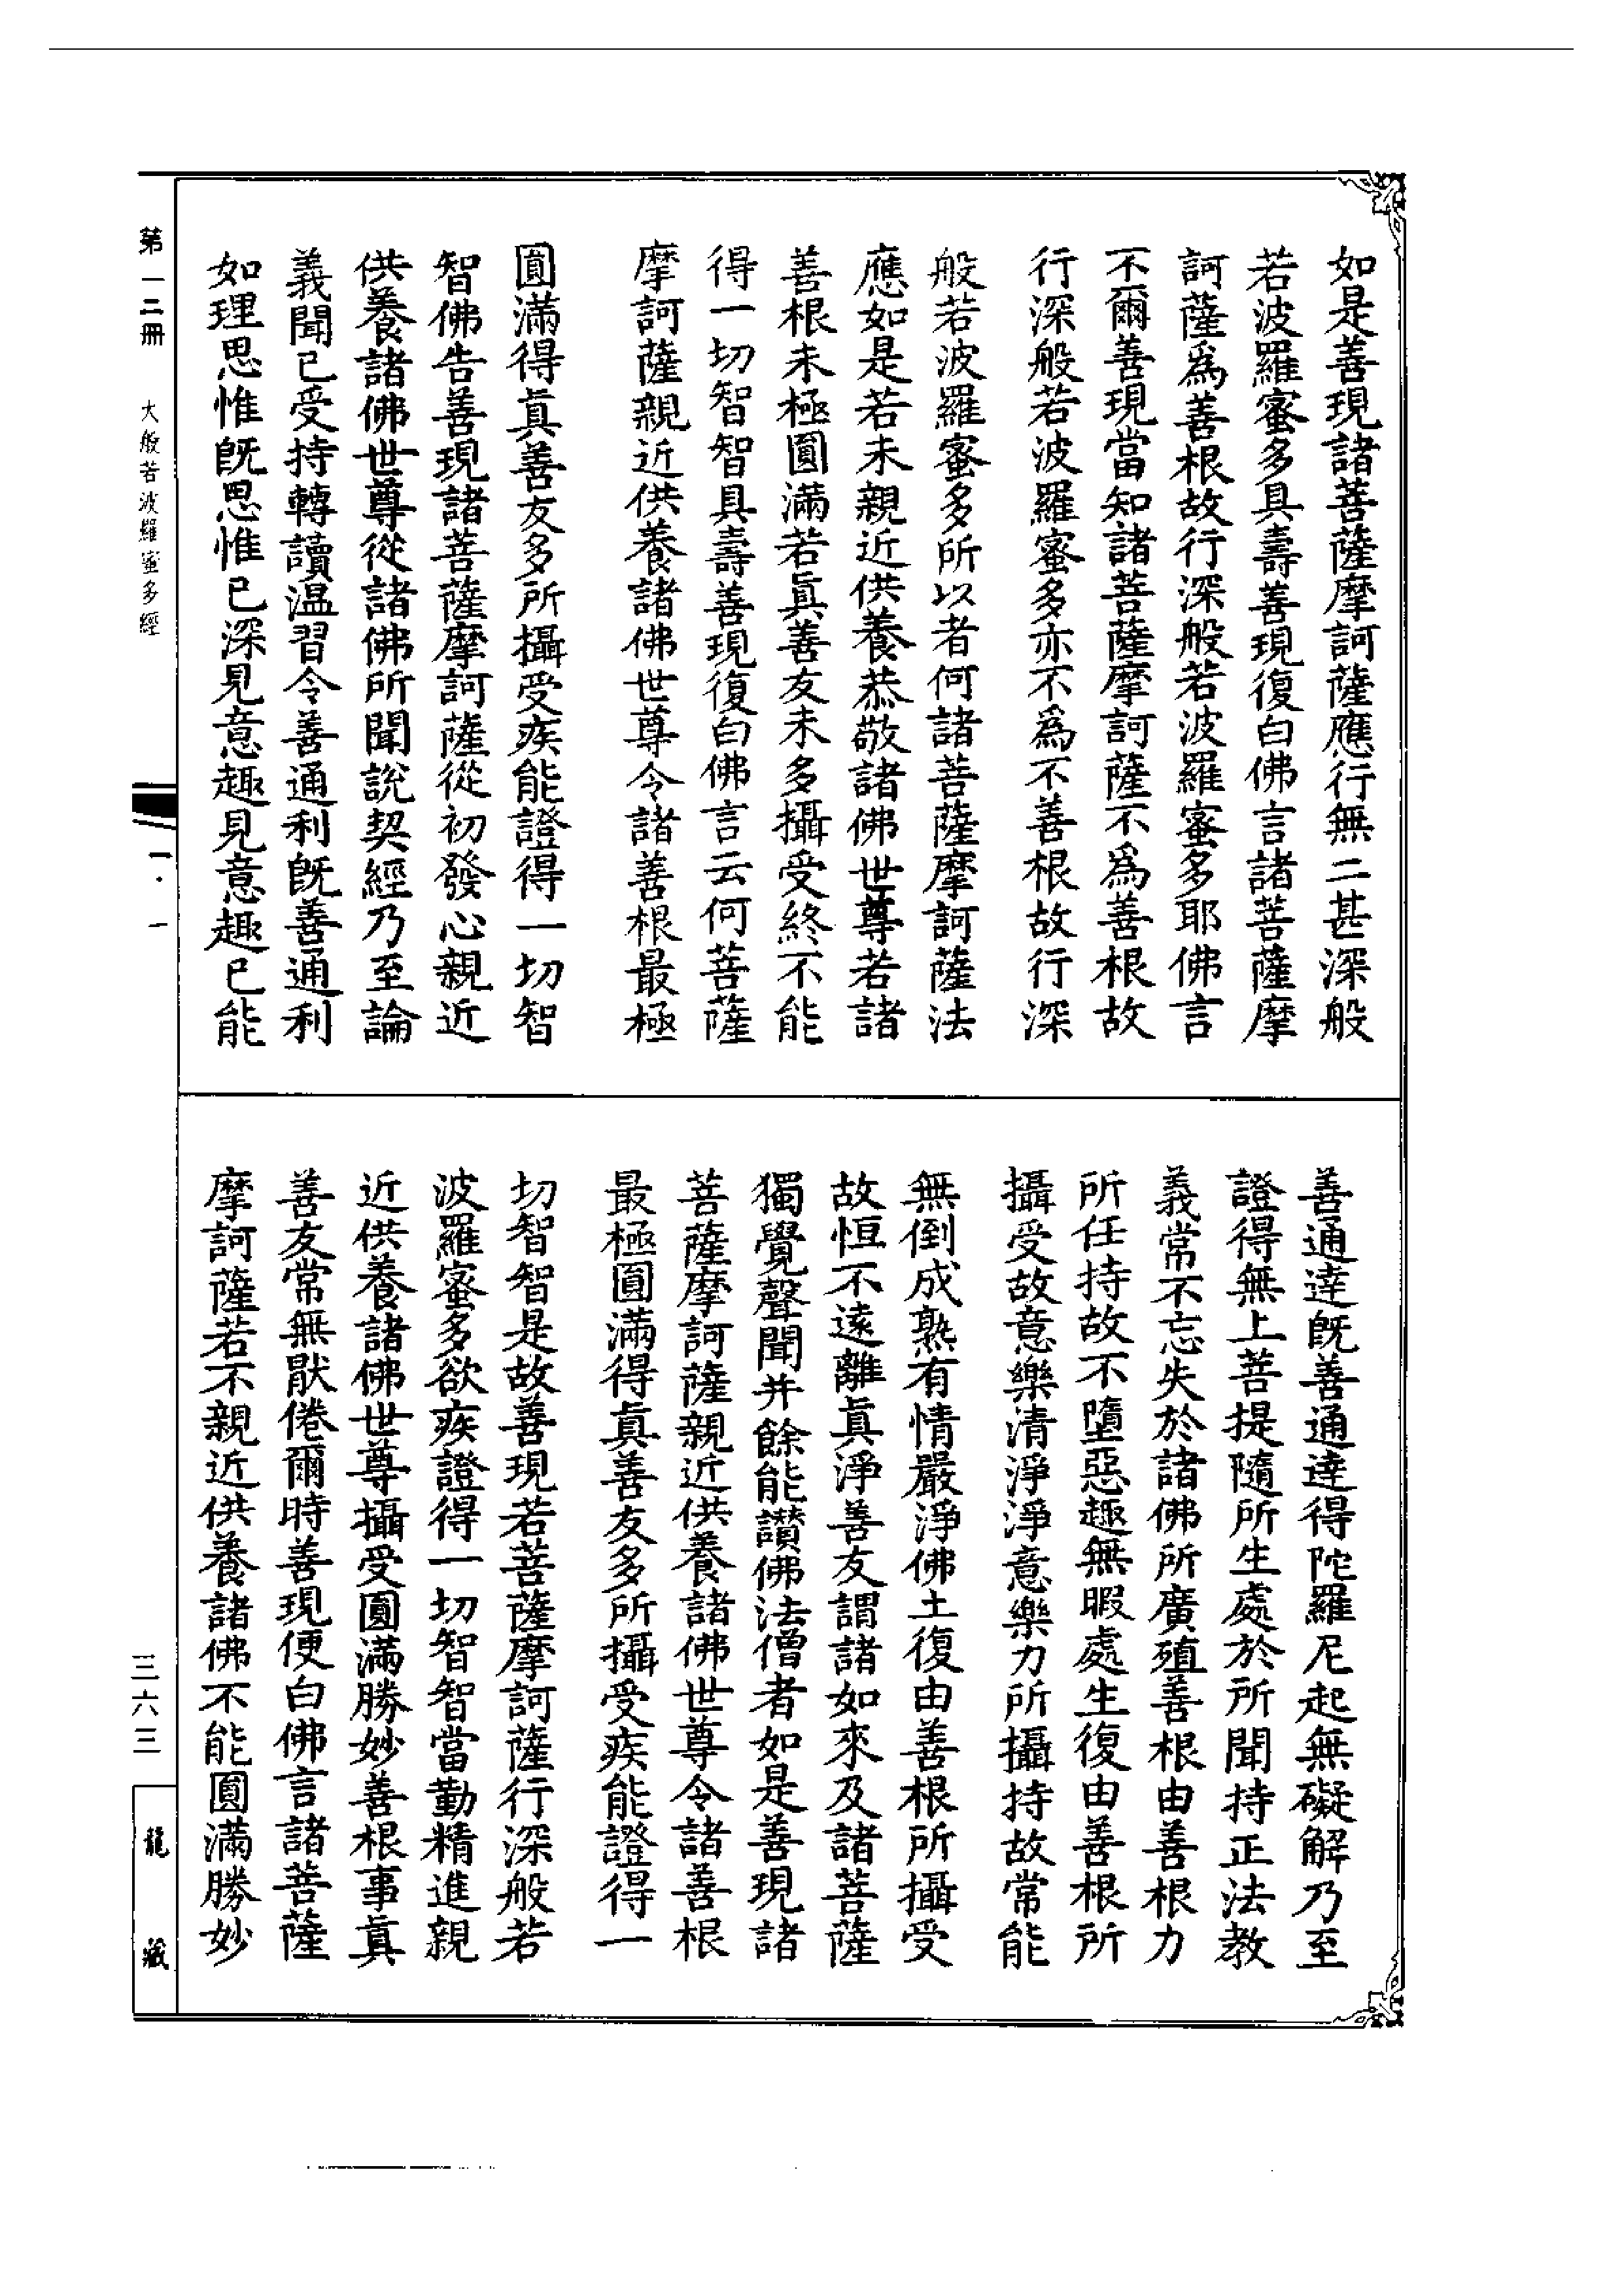 如是善現諸菩薩摩訶薩應行無二甚深般
若波羅蜜多具壽善現復白佛言諸菩薩摩
訶薩爲善根故行深般若波羅蜜多耶佛言
不爾善現當知諸菩薩摩訶薩不爲善根故
行深般若波羅蜜多亦不爲不善根故行深
般若波羅蜜多所以者何諸菩薩摩訶薩法
應如是若未親近供養恭敬諸佛世尊若諸
善根未極圓滿若眞善友未多攝受終不能
得一切智智具壽善現復白佛言云何菩薩
摩訶薩親近供養諸佛世尊令諸善根最極
圓滿得眞善友多所攝受疾能證得一切智
智佛告善現諸菩薩摩訶薩從初發心親近
供養諸佛世尊從諸佛所聞說契經乃至論
義聞已受持轉讀温習令善通利旣善通利
如理思惟旣思惟已深見意趣見意趣已能
善通達旣善通達得陀羅尼起無礙解乃至
證得無上菩提隨所生處於所聞持正法教
義常不忘失於諸佛所廣殖善根由善根力
所任持故不墮惡趣無暇處生復由善根所
攝受故意樂清淨淨意樂力所攝持故常能
無倒成熟有情嚴淨佛土復由善根所攝受
故恒不遠離眞淨善友謂諸如來及諸菩薩
獨覺聲聞并餘能讃佛法僧者如是善現諸
菩薩摩訶薩親近供養諸佛世尊令諸善根
最極圓滿得眞善友多所攝受疾能證得一
切智智是故善現若菩薩摩訶薩行深般若
波羅蜜多欲疾證得一切智智當勤精進親
近供養諸佛世尊攝受圓滿勝妙善根事眞
善友常無猒倦爾時善現便白佛言諸菩薩
摩訶薩若不親近供養諸佛不能圓滿勝妙
第一二册 大般若波羅蜜多經 一·一 三六三
龍藏